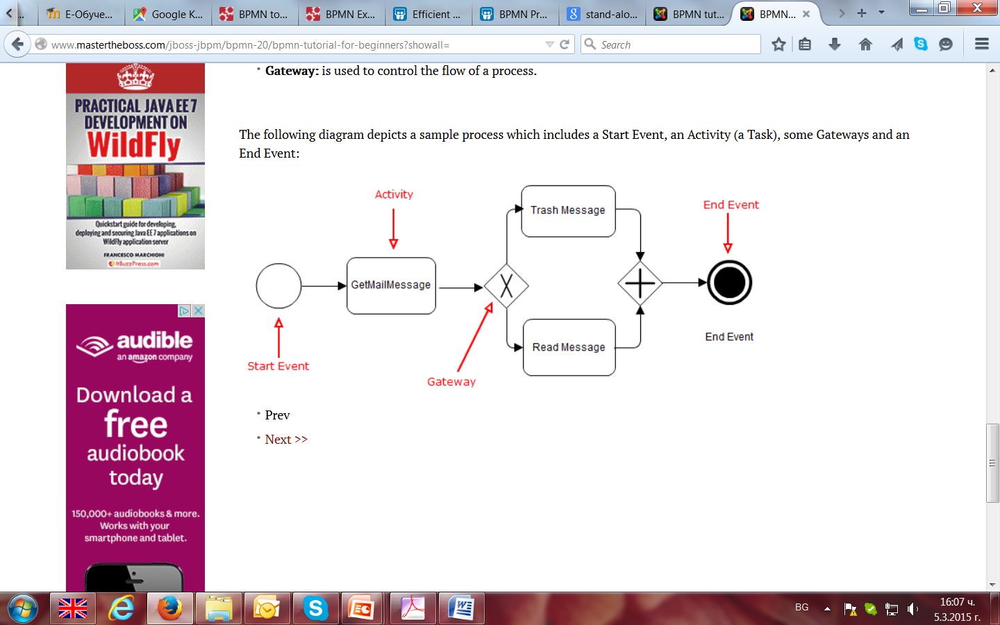 E-Обуче...
Google K...
BPMN to...
BPMN Ex...
Efficient ...
BPMN Pr...
stand-alo...
BPMN tut...
BPMN...
www.mastertheboss.com/jboss-jbpm/bpmn-20/bpmn-tutorial-for-beginners?showall=
Search
Gateway: is used to control the flow of a process.
The following diagram depicts a sample process which includes a Start Event, an Activity (a Task), some Gateways and an
End Event:
PRACTICAL JAVA EE 7
DEVELOPMENT ON
WildFly
Quickstart guide for developing,
deploying and securing Java EE 7 applications on
WildFly application server
FRANCESCO MARCHIONI
ItBuzzPress.com
Activity
Trash Message
End Event
GetMailMessage
X
Read Message
End Event
Start Event
Gateway
Prev
Next >>
audible
an amazon company
Download a
free
audiobook
today
150,000+ audiobooks & more.
Works with your
smartphone and tablet.
BG
16:07 ч.
5.3.2015 г.